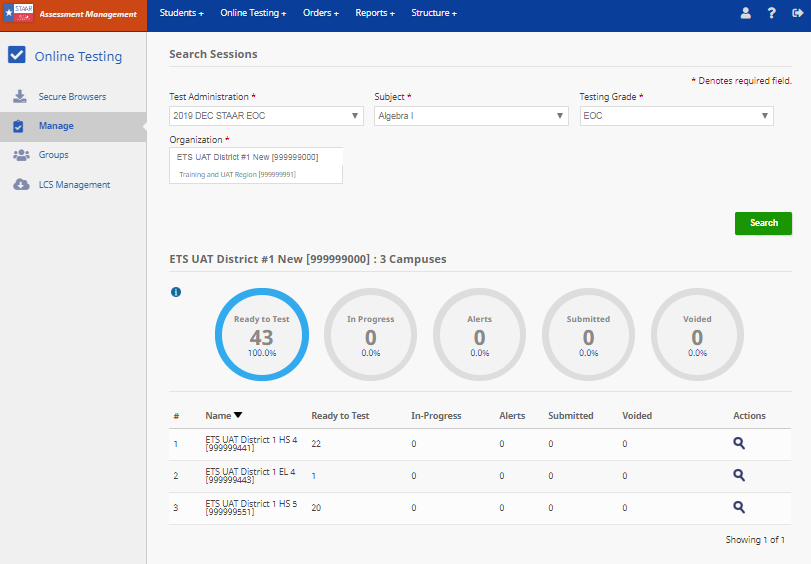 STAAR
Assessment Management
Students + Online Testing + Orders + Reports + Structure +
Online Testing
Secure Browsers
Manage
Groups
LCS Management
Search Sessions
* Denotes required field.
Test Administration * Subject * Testing Grade *
2019 DEC STAAR EOC Algebra I EOC
Organization *
ETS UAT District #1 New [999999000]
Training and UAT Region [999999991]
Search
ETS UAT District #1 New [999999000] : 3 Campuses
Ready to Test In Progress Alerts Submitted Voided
43 0 0 0 0
100.0% 0.0% 0.0% 0.0% 0.0%
# Name Ready to Test In-Progress Alerts Submitted Voided Actions
1 ETS UAT District 1 HS 4 22 0 0 0 0
[999999441]
2 ETS UAT District 1 EL 4 1 0 0 0 0
[999999443]
3 ETS UAT District 1 HS 5 20 0 0 0 0
[999999551]
Showing 1 of 1